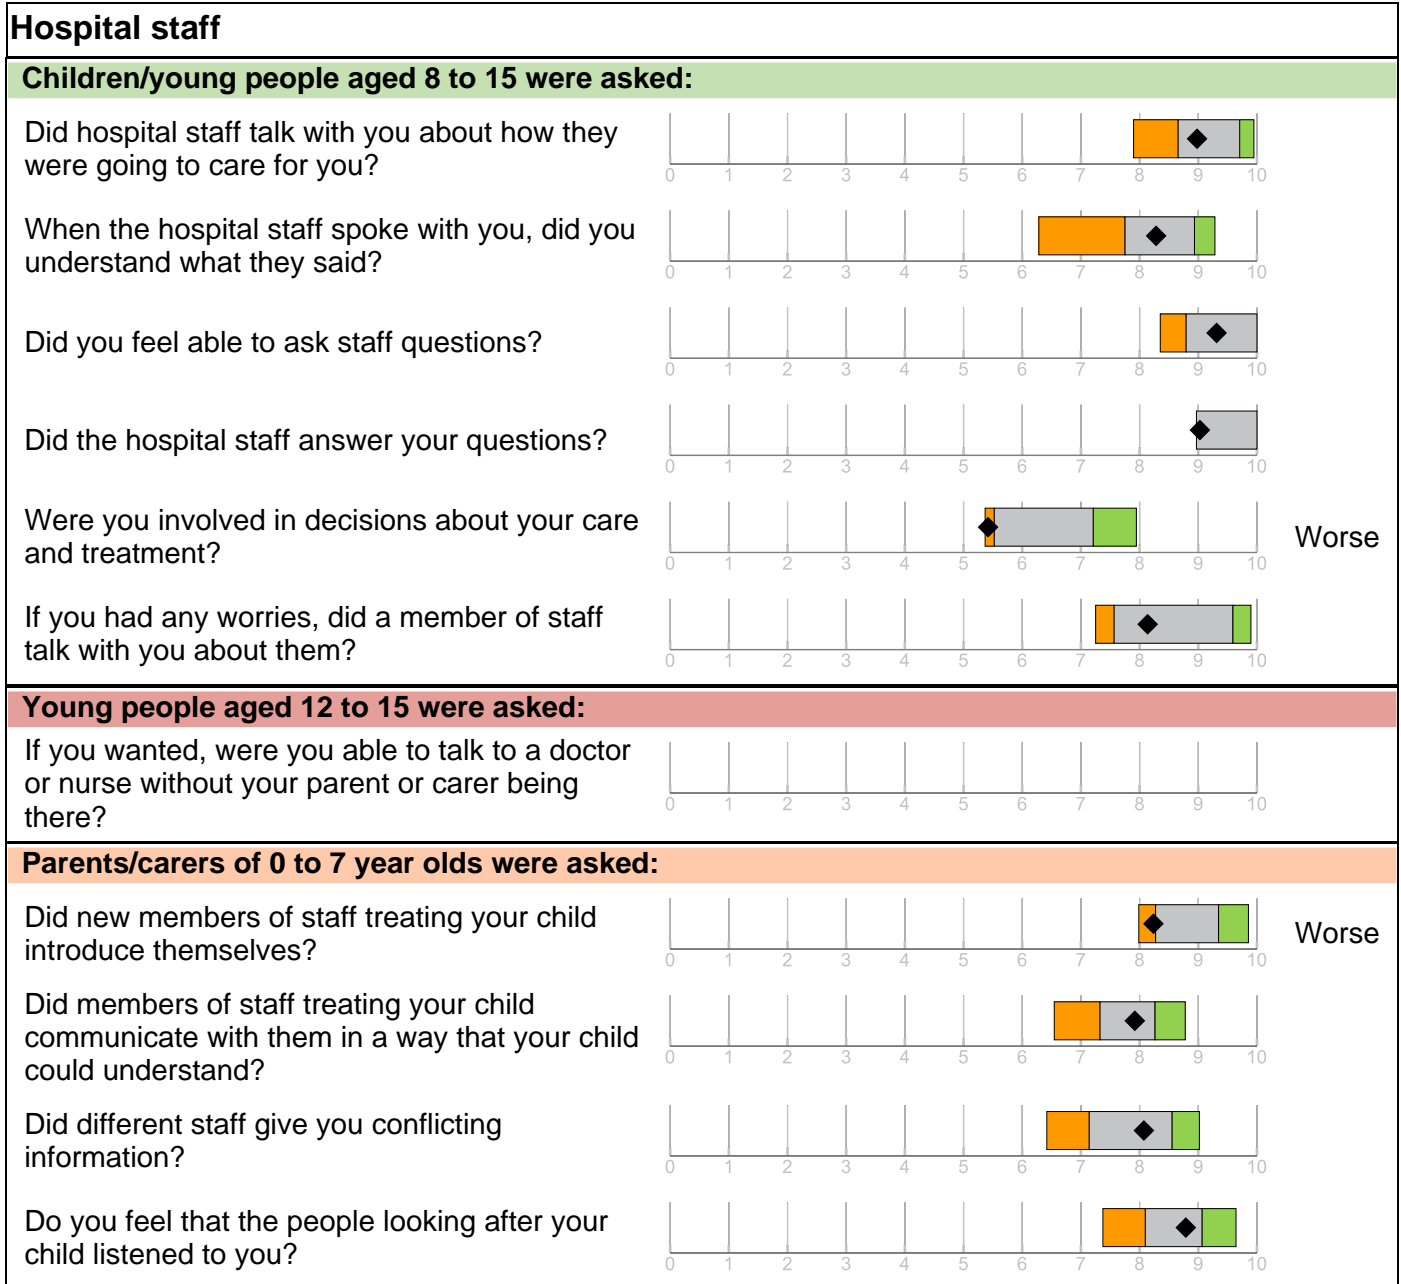 Hospital staff
Children/young people aged 8 to 15 were asked:
Did hospital staff talk with you about how they
were going to care for you?
0 1 2 3 4 5 6 7 8 9 10
When the hospital staff spoke with you, did you
understand what they said?
0 1 2 3 4 5 6 7 8 9 10
Did you feel able to ask staff questions?
0 1 2 3 4 5 6 7 8 9 10
Did the hospital staff answer your questions?
0 1 2 3 4 5 6 7 8 9 10
Were you involved in decisions about your care
and treatment?
0 1 2 3 4 5 6 7 8 9 10
Worse
If you had any worries, did a member of staff
talk with you about them?
0 1 2 3 4 5 6 7 8 9 10
Young people aged 12 to 15 were asked:
If you wanted, were you able to talk to a doctor
or nurse without your parent or carer being
there?
0 1 2 3 4 5 6 7 8 9 10
Parents/carers of 0 to 7 year olds were asked:
Did new members of staff treating your child
introduce themselves?
0 1 2 3 4 5 6 7 8 9 10
Worse
Did members of staff treating your child
communicate with them in a way that your child
could understand?
0 1 2 3 4 5 6 7 8 9 10
Did different staff give you conflicting
information?
0 1 2 3 4 5 6 7 8 9 10
Do you feel that the people looking after your
child listened to you?
0 1 2 3 4 5 6 7 8 9 10